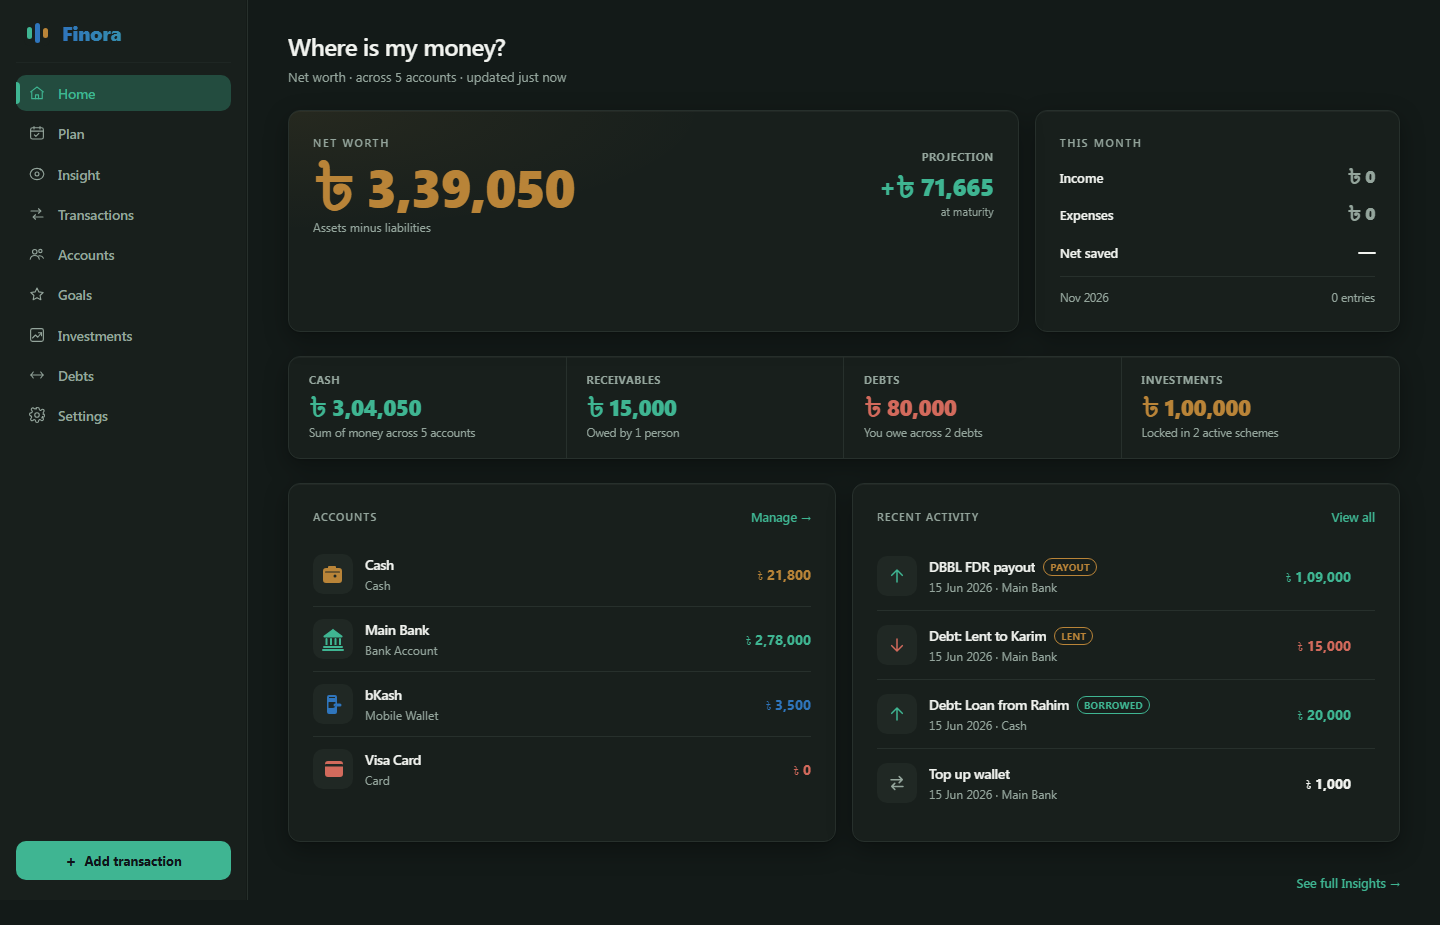 Finora
Home
Plan
Insight
Transactions
Accounts
Goals
Investments
Debts
Settings
+ Add transaction
Where is my money?
Net worth · across 5 accounts · updated just now
NET WORTH
৳ 3,39,050
Assets minus liabilities
PROJECTION
+৳ 71,665
at maturity
THIS MONTH
Income ৳ 0
Expenses ৳ 0
Net saved —
Nov 2026 0 entries
CASH
৳ 3,04,050
Sum of money across 5 accounts
RECEIVABLES
৳ 15,000
Owed by 1 person
DEBTS
৳ 80,000
You owe across 2 debts
INVESTMENTS
৳ 1,00,000
Locked in 2 active schemes
ACCOUNTS Manage →
Cash
Cash
৳ 21,800
Main Bank
Bank Account
৳ 2,78,000
bKash
Mobile Wallet
৳ 3,500
Visa Card
Card
৳ 0
RECENT ACTIVITY View all
DBBL FDR payout PAYOUT
15 Jun 2026 · Main Bank
৳ 1,09,000
Debt: Lent to Karim LENT
15 Jun 2026 · Main Bank
৳ 15,000
Debt: Loan from Rahim BORROWED
15 Jun 2026 · Cash
৳ 20,000
Top up wallet
15 Jun 2026 · Main Bank
৳ 1,000
See full Insights →